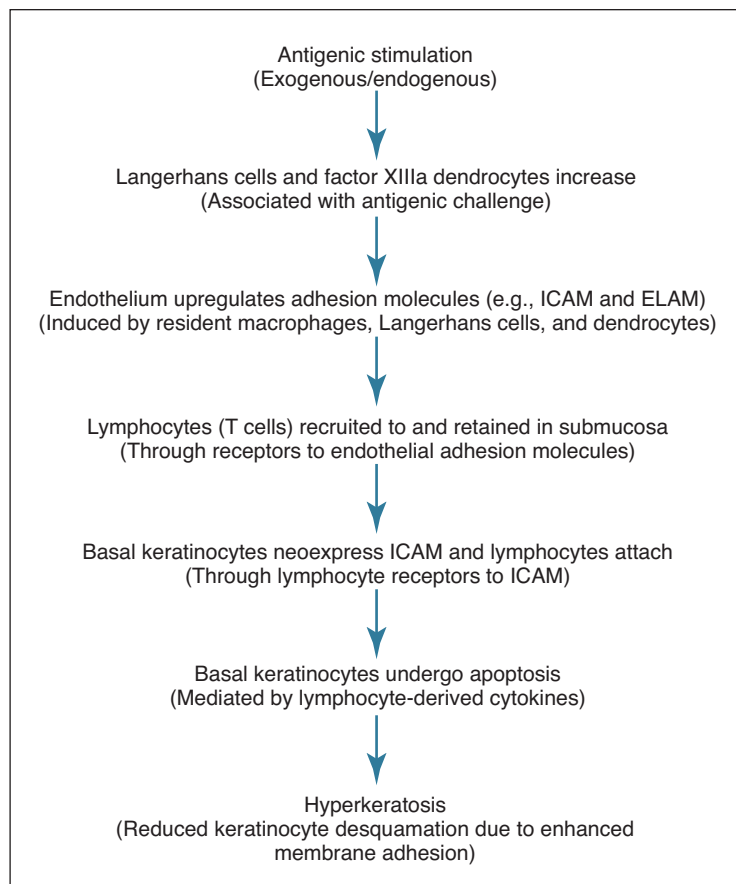 Antigenic stimulation
(Exogenous/endogenous)
Langerhans cells and factor XIIIa dendrocytes increase
(Associated with antigenic challenge)
Endothelium upregulates adhesion molecules (e.g., ICAM and ELAM)
(Induced by resident macrophages, Langerhans cells, and dendrocytes)
Lymphocytes (T cells) recruited to and retained in submucosa
(Through receptors to endothelial adhesion molecules)
Basal keratinocytes neoexpress ICAM and lymphocytes attach
(Through lymphocyte receptors to ICAM)
Basal keratinocytes undergo apoptosis
(Mediated by lymphocyte-derived cytokines)
Hyperkeratosis
(Reduced keratinocyte desquamation due to enhanced
membrane adhesion)